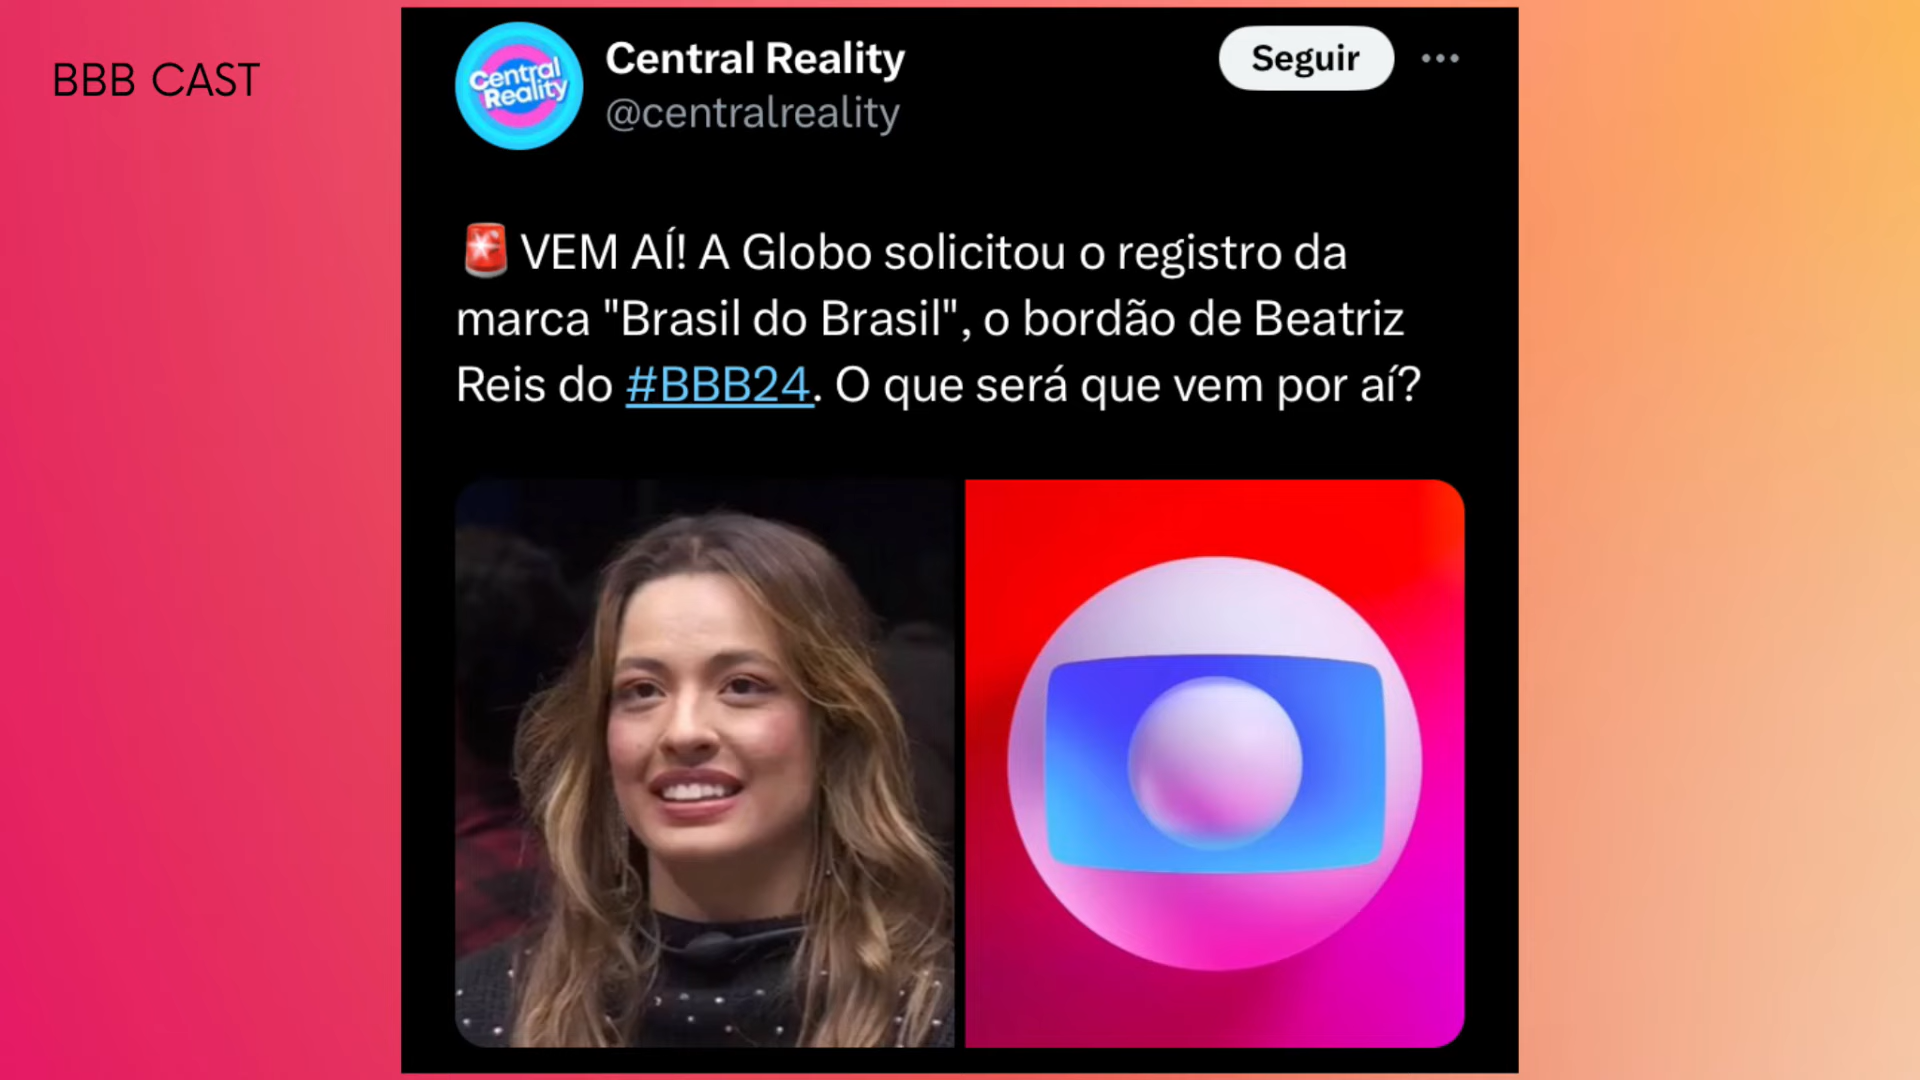 BBB CAST
Central Reality
Central Reality
@centralreality
Seguir
🚨 VEM AÍ! A Globo solicitou o registro da
marca "Brasil do Brasil", o bordão de Beatriz
Reis do #BBB24. O que será que vem por aí?